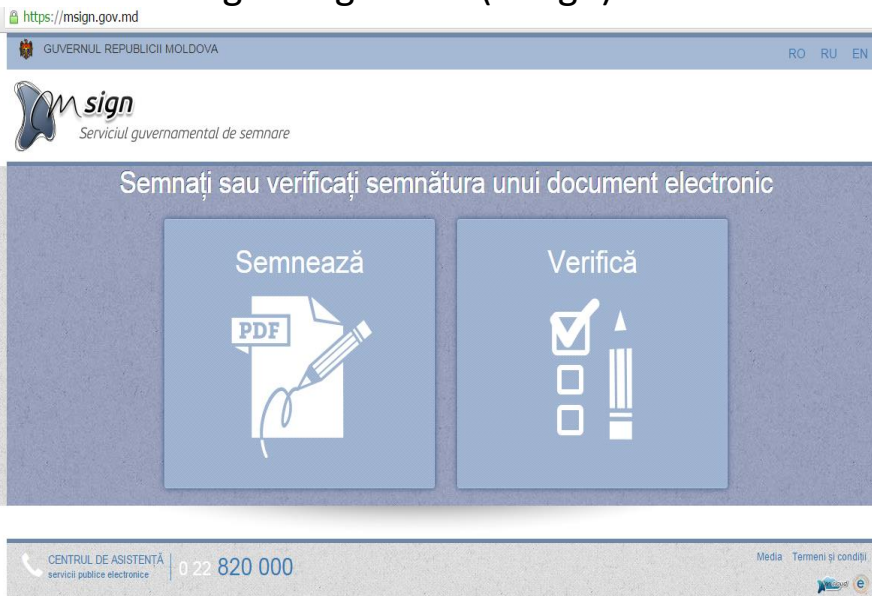 https://msign.gov.md
GUVERNUL REPUBLICII MOLDOVA
RO RU EN
M sign
Serviciul guvernamental de semnare
Semnați sau verificați semnătura unui document electronic
Semnează
Verifică
PDF
CENTRUL DE ASISTENȚĂ
servicii publice electronice
0 22 820 000
Media Termeni și condiții
e